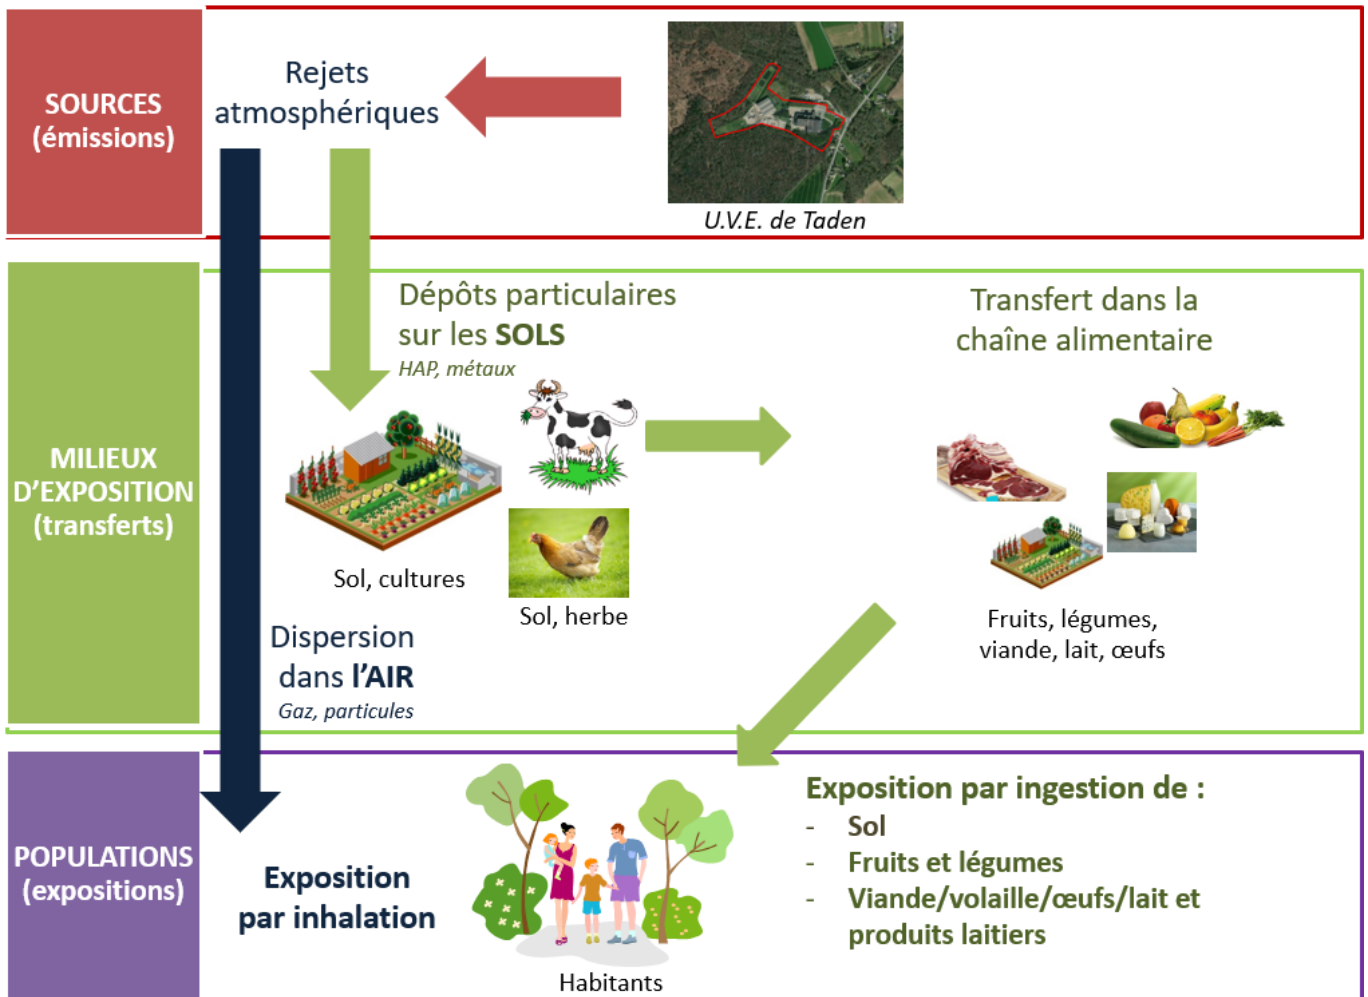 SOURCES
(émissions)
Rejets
atmosphériques
U.V.E. de Taden
MILIEUX
D'EXPOSITION
(transferts)
Dépôts particulaires
sur les SOLS
HAP, métaux
Transfert dans la
chaîne alimentaire
Sol, cultures
Sol, herbe
Fruits, légumes,
viande, lait, œufs
Dispersion
dans l'AIR
Gaz, particules
POPULATIONS
(expositions)
Exposition
par inhalation
Habitants
Exposition par ingestion de :
- Sol
- Fruits et légumes
- Viande/volaille/œufs/lait et
produits laitiers